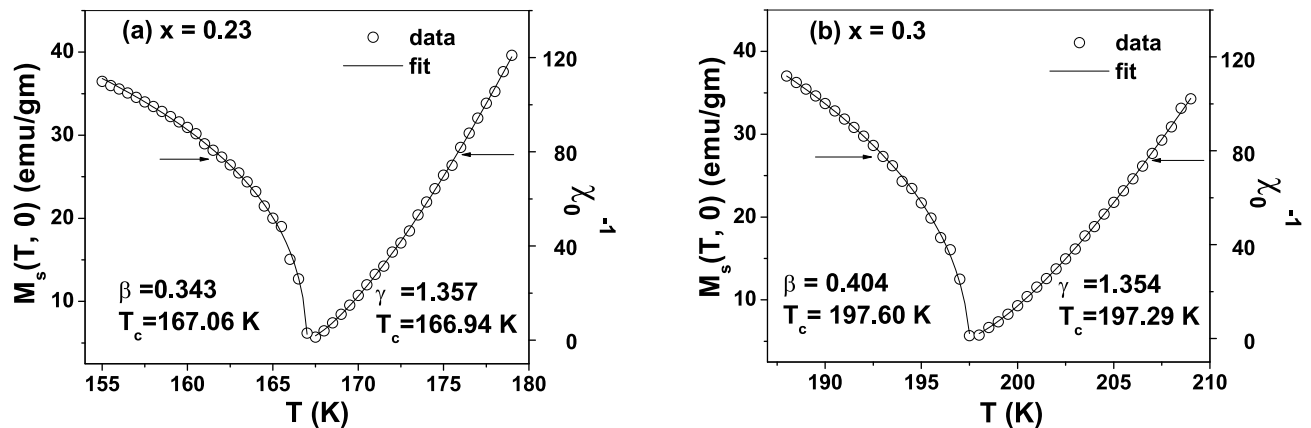 (a) x = 0.23
data
fit
M_s(T, 0) (emu/gm)
40
30
20
10
120
80
40
0
χ_0^-1
β =0.343
T_c=167.06 K
γ =1.357
T_c=166.94 K
155 160 165 170 175 180
T (K)
(b) x = 0.3
data
fit
M_s(T, 0) (emu/gm)
40
30
20
10
120
80
40
0
χ_0^-1
β = 0.404
T_c= 197.60 K
γ =1.354
T_c=197.29 K
190 195 200 205 210
T (K)